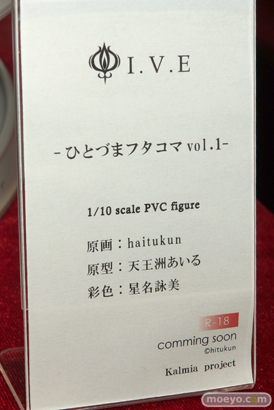 I.V.E
-ひとづまフタコマ vol.1-
1/10 scale PVC figure
原画：haitukun
原型：天王洲あいる
彩色：星名詠美
R-18
comming soon
©hitukun
Kalmia project
moeyo.com